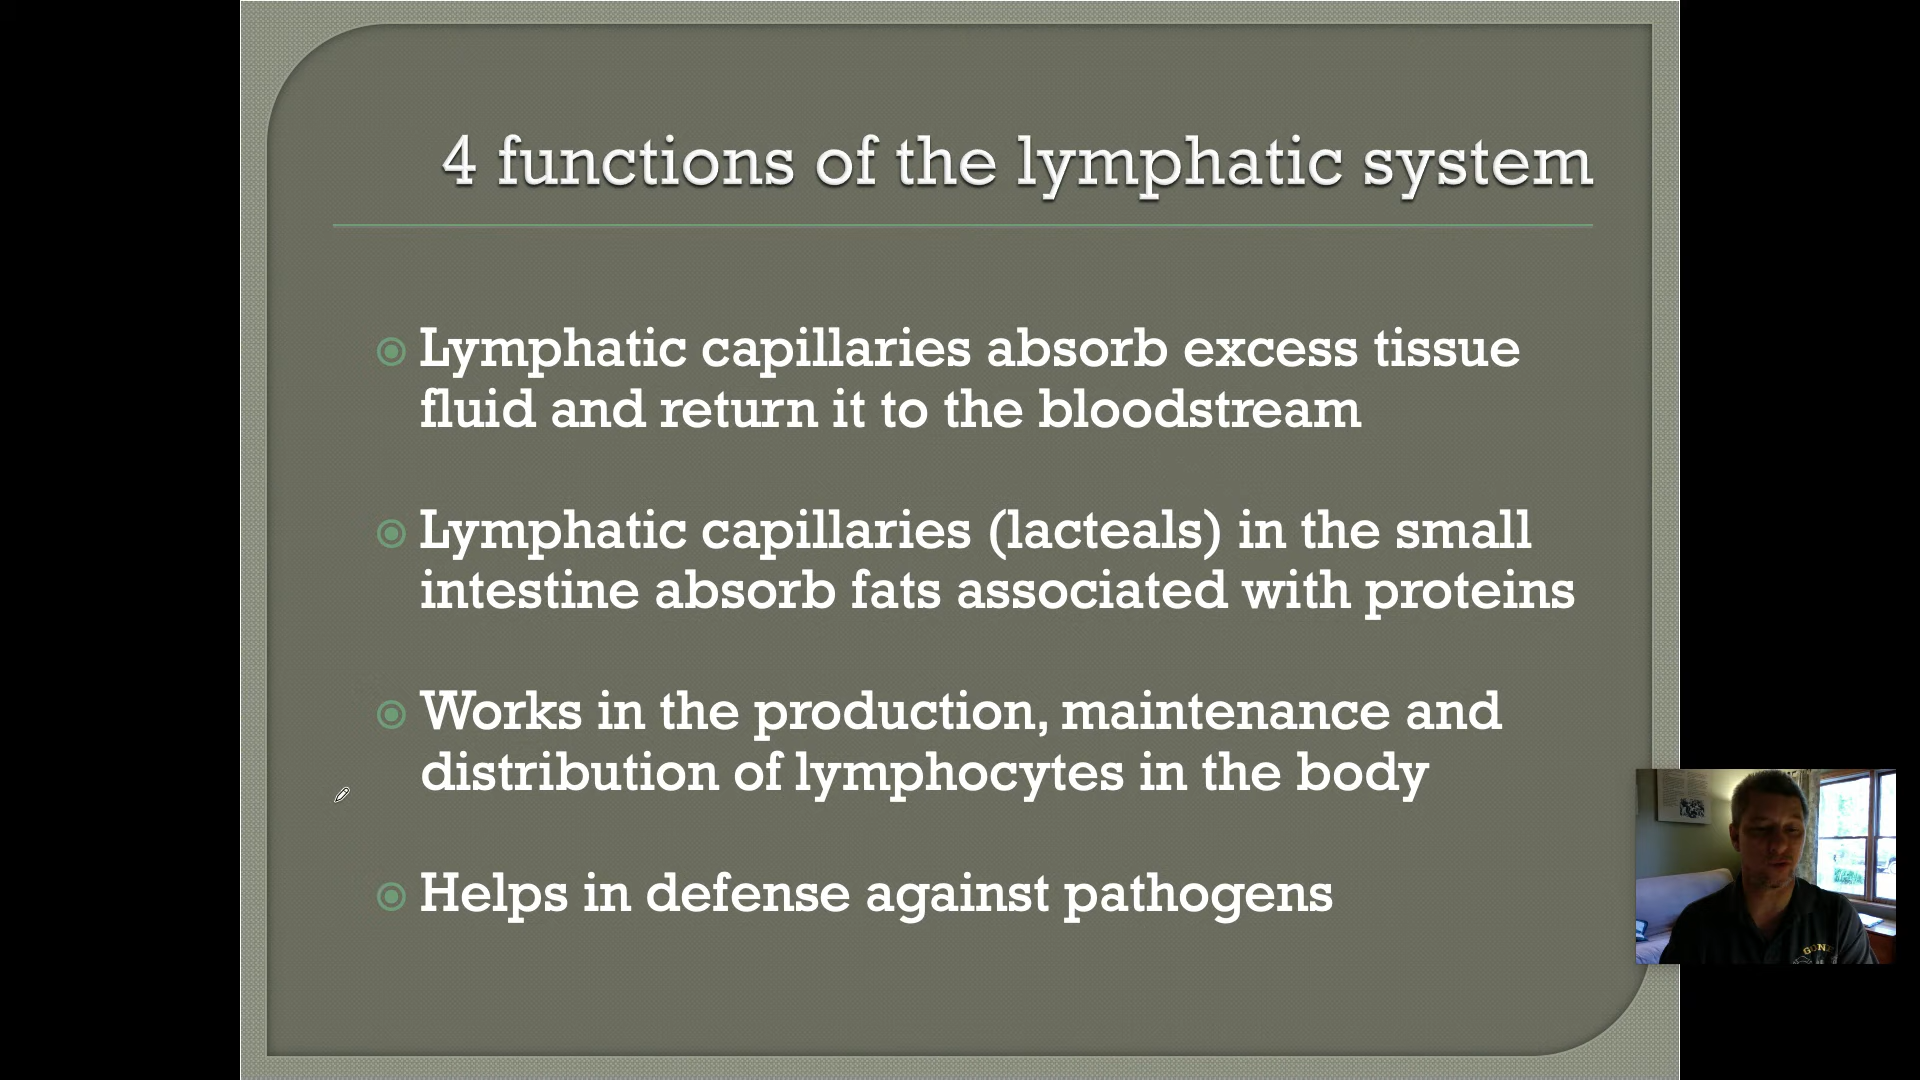 4 functions of the lymphatic system
Lymphatic capillaries absorb excess tissue
fluid and return it to the bloodstream
Lymphatic capillaries (lacteals) in the small
intestine absorb fats associated with proteins
Works in the production, maintenance and
distribution of lymphocytes in the body
Helps in defense against pathogens